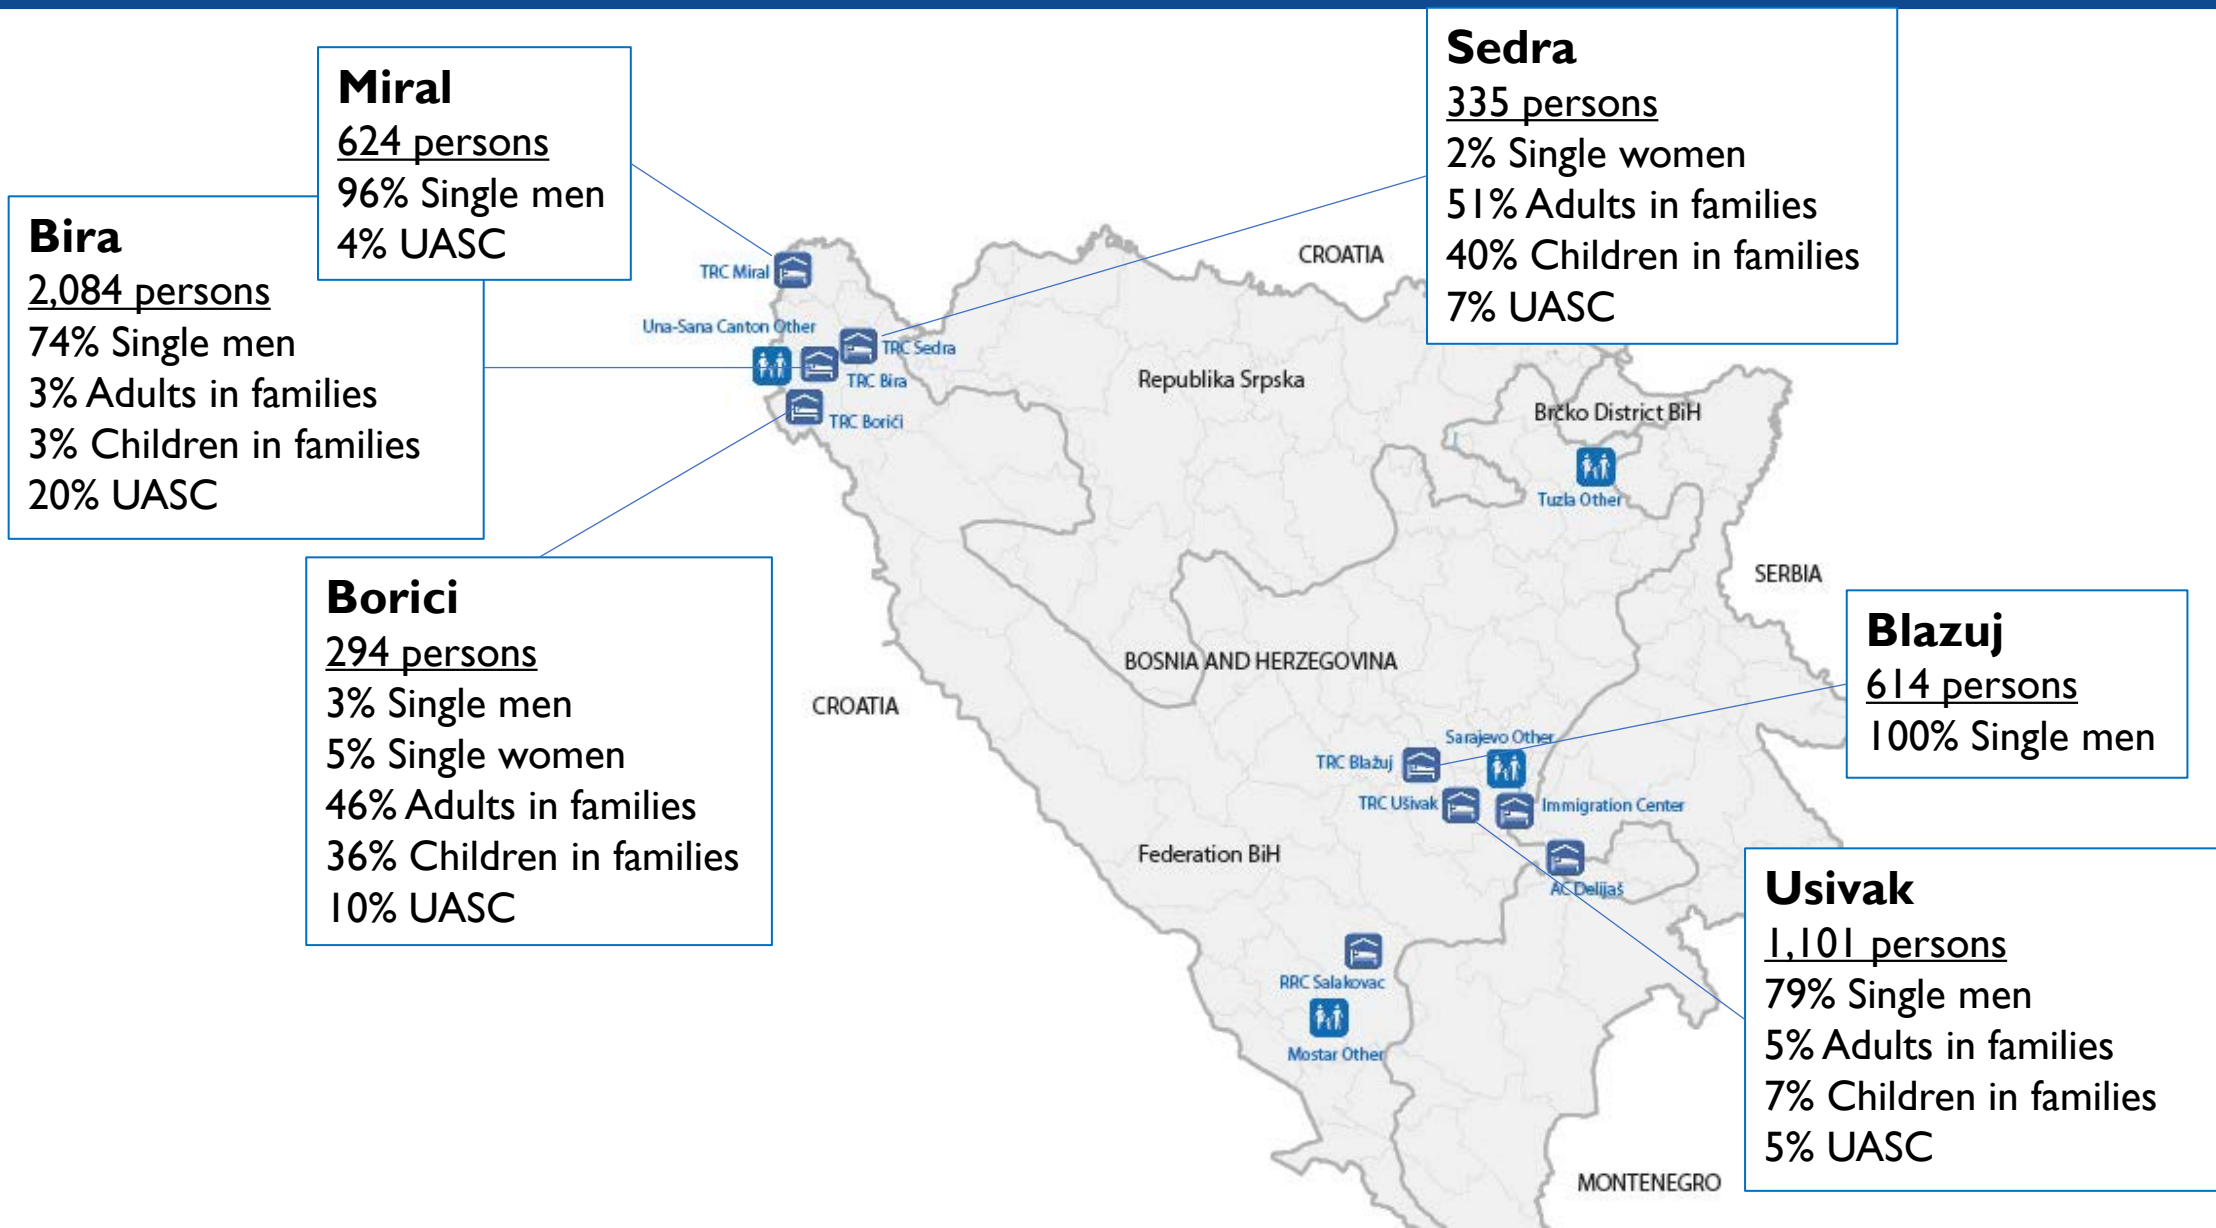 Miral
624 persons
96% Single men
4% UASC
Sedra
335 persons
2% Single women
51% Adults in families
40% Children in families
7% UASC
Bira
2,084 persons
74% Single men
3% Adults in families
3% Children in families
20% UASC
Borici
294 persons
3% Single men
5% Single women
46% Adults in families
36% Children in families
10% UASC
Blazuj
614 persons
100% Single men
Usivak
1,101 persons
79% Single men
5% Adults in families
7% Children in families
5% UASC
CROATIA
TRC Miral
Una-Sana Canton Other
TRC Sedra
TRC Bira
TRC Borići
Republika Srpska
Brčko District BiH
Tuzla Other
SERBIA
BOSNIA AND HERZEGOVINA
CROATIA
Sarajevo Other
TRC Blažuj
TRC Ušivak
Immigration Center
Federation BiH
AC Delijaš
RRC Salakovac
Mostar Other
MONTENEGRO